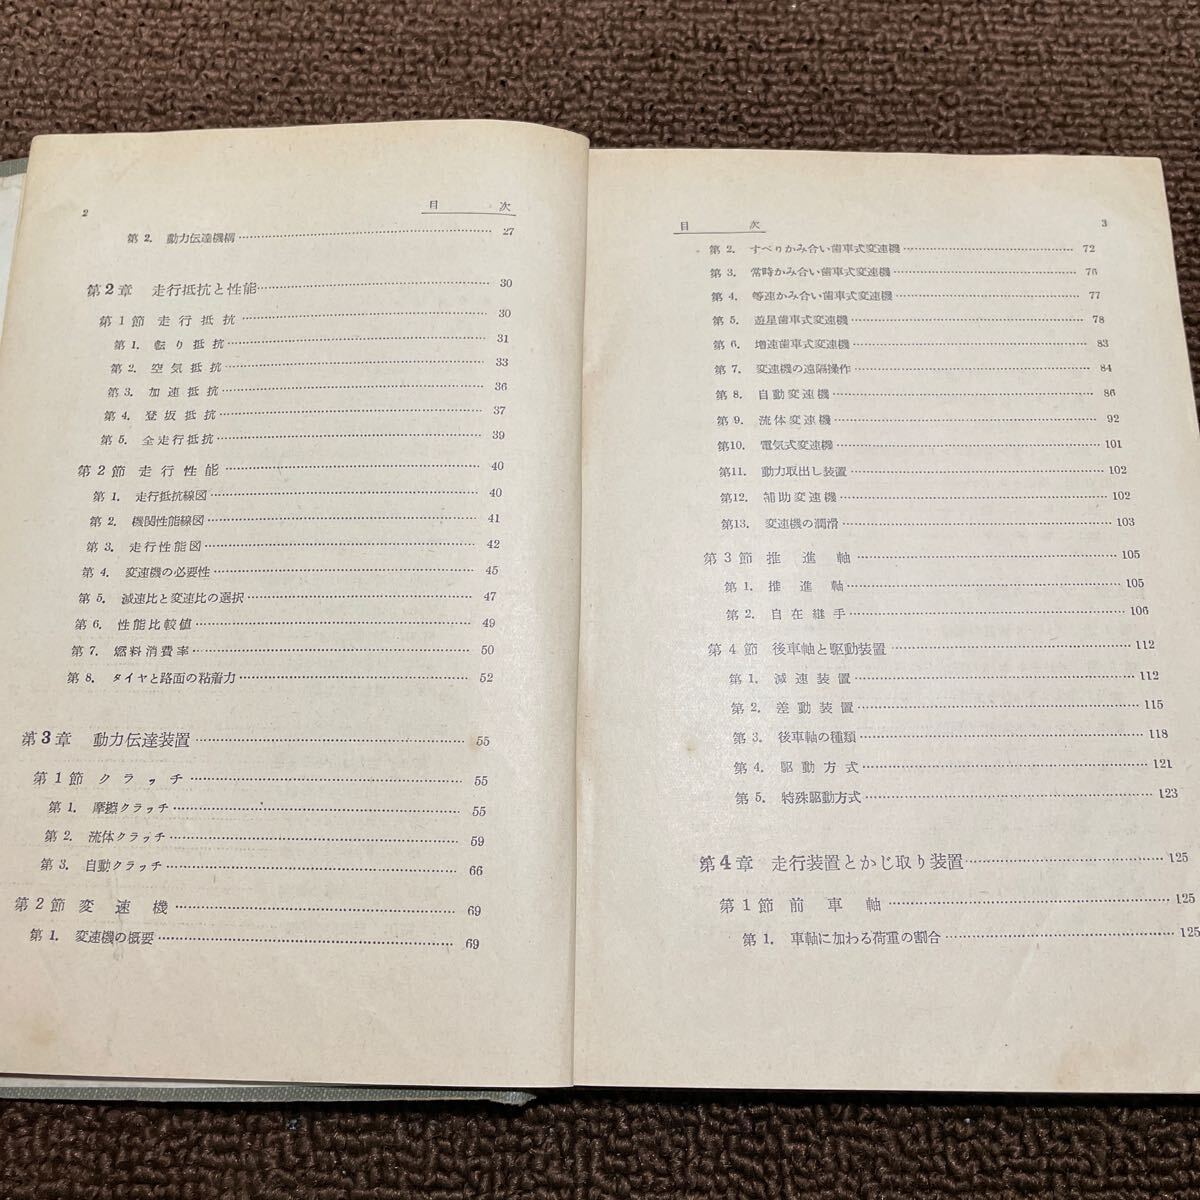 2 目次
第2. 動力伝達機構 27
第2章 走行抵抗と性能 30
第1節 走行抵抗 30
第1. 転り抵抗 31
第2. 空気抵抗 33
第3. 加速抵抗 36
第4. 登坂抵抗 37
第5. 全走行抵抗 39
第2節 走行性能 40
第1. 走行抵抗線図 40
第2. 機関性能線図 41
第3. 走行性能図 42
第4. 変速機の必要性 45
第5. 減速比と変速比の選択 47
第6. 性能比較値 49
第7. 燃料消費率 50
第8. タイヤと路面の粘着力 52
第3章 動力伝達装置 55
第1節 クラッチ 55
第1. 摩擦クラッチ 55
第2. 流体クラッチ 59
第3. 自動クラッチ 66
第2節 変速機 69
第1. 変速機の概要 69
目次 3
第2. すべりかみ合い歯車式変速機 72
第3. 常時かみ合い歯車式変速機 76
第4. 等速かみ合い歯車式変速機 77
第5. 遊星歯車式変速機 78
第6. 増速歯車式変速機 83
第7. 変速機の遠隔操作 84
第8. 自動変速機 86
第9. 流体変速機 92
第10. 電気式変速機 101
第11. 動力取出し装置 102
第12. 補助変速機 102
第13. 変速機の潤滑 103
第3節 推進軸 105
第1. 推進軸 105
第2. 自在継手 106
第4節 後車軸と駆動装置 112
第1. 減速装置 112
第2. 差動装置 115
第3. 後車軸の種類 118
第4. 駆動方式 121
第5. 特殊駆動方式 123
第4章 走行装置とかじ取り装置 125
第1節 前車軸 125
第1. 車軸に加わる荷重の割合 125